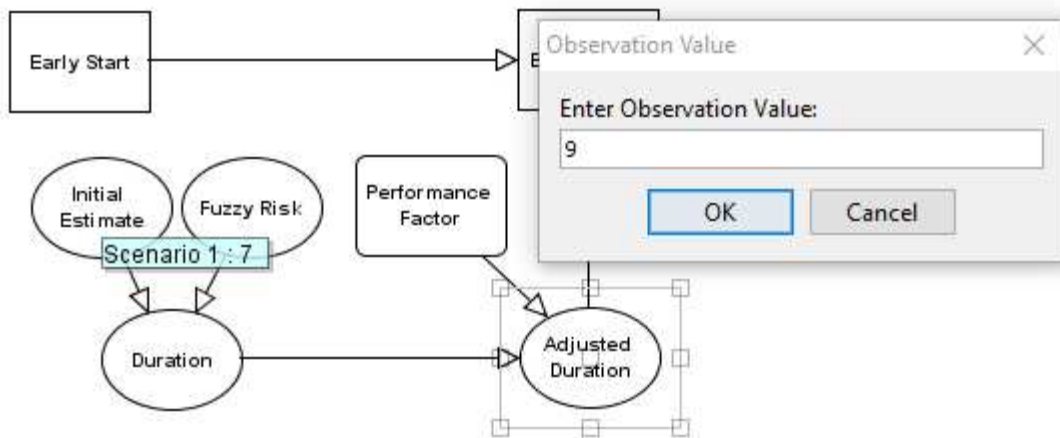 Early Start
E
Observation Value
Enter Observation Value:
9
OK
Cancel
Initial
Estimate
Fuzzy Risk
Performance
Factor
Scenario 1 : 7
Duration
Adjusted
Duration